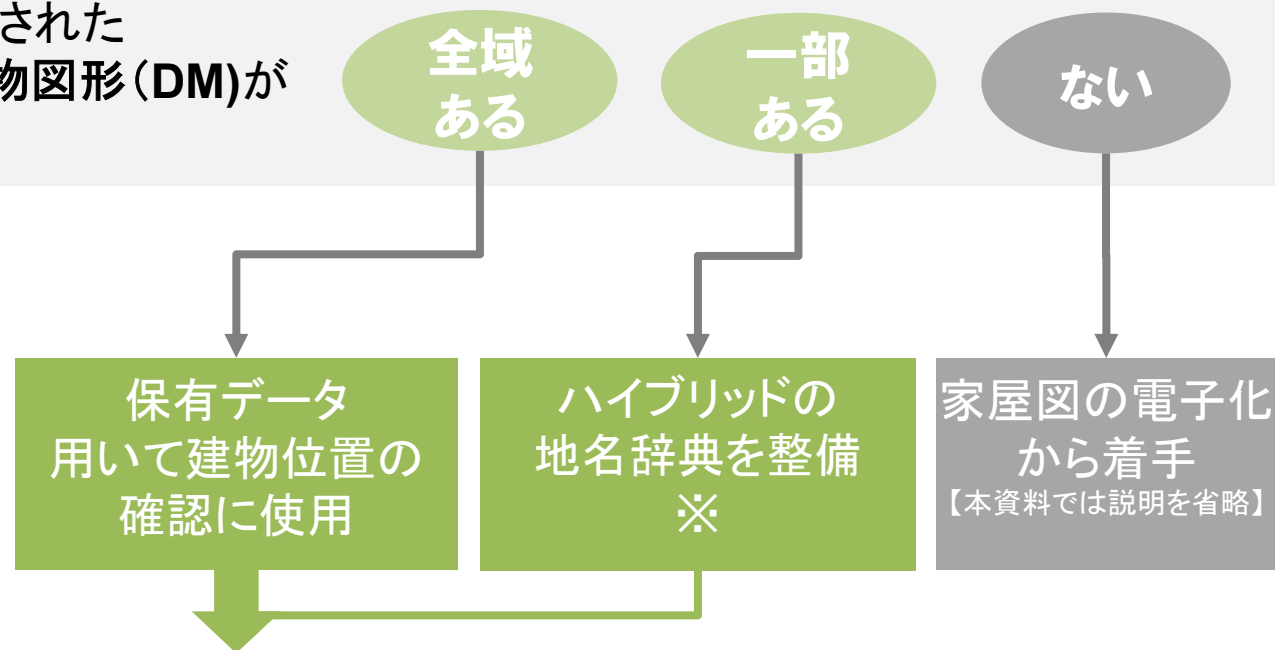 された
物図形（DM)が
全域
ある
一部
ある
ない
保有データ
用いて建物位置の
確認に使用
ハイブリッドの
地名辞典を整備
※
家屋図の電子化
から着手
【本資料では説明を省略】